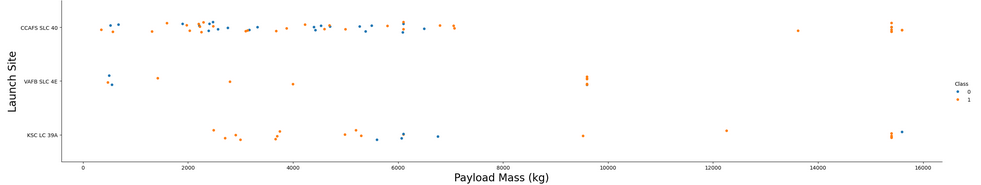 CCAFS SLC 40
VAFB SLC 4E
KSC LC 39A
Launch Site
0 2000 4000 6000 8000 10000 12000 14000 16000
Payload Mass (kg)
Class
0
1